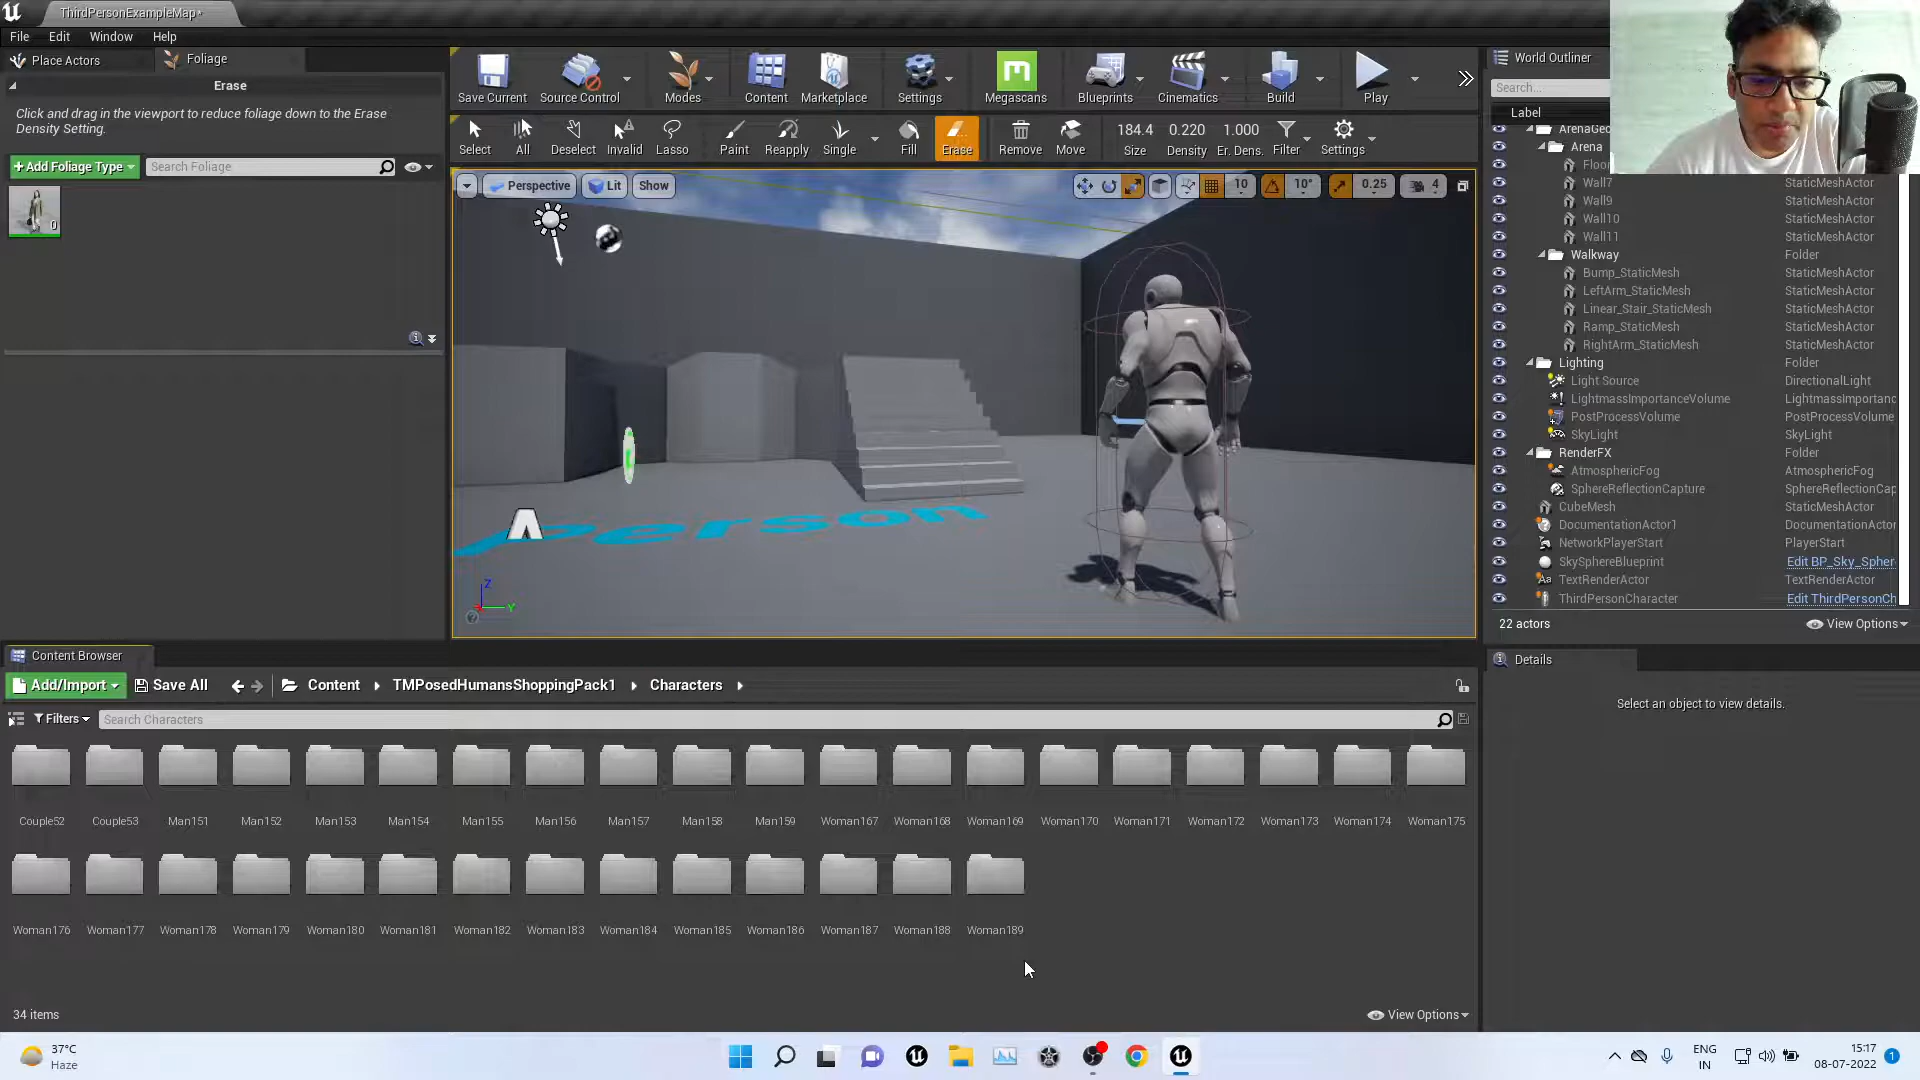 ThirdPersonExampleMap*
File Edit Window Help
Place Actors Foliage
Erase
Click and drag in the viewport to reduce foliage down to the Erase
Density Setting.
+Add Foliage Type Search Foliage
0
Save Current Source Control Modes Content Marketplace Settings Megascans Blueprints Cinematics Build Play
184.4 0.220 1.000
Select All Deselect Invalid Lasso Paint Reapply Single Fill Erase Remove Move Size Density Er. Dens. Filter Settings
Perspective Lit Show 10 10° 0.25 4
Person
Z
Y
World Outliner
Search...
Label
ArenaGeo
Arena
Floor
Wall7 StaticMeshActor
Wall9 StaticMeshActor
Wall10 StaticMeshActor
Wall11 StaticMeshActor
Walkway Folder
Bump_StaticMesh StaticMeshActor
LeftArm_StaticMesh StaticMeshActor
Linear_Stair_StaticMesh StaticMeshActor
Ramp_StaticMesh StaticMeshActor
RightArm_StaticMesh StaticMeshActor
Lighting Folder
Light Source DirectionalLight
LightmassImportanceVolume LightmassImportanc
PostProcessVolume PostProcessVolume
SkyLight SkyLight
RenderFX Folder
AtmosphericFog AtmosphericFog
SphereReflectionCapture SphereReflectionCap
CubeMesh StaticMeshActor
DocumentationActor1 DocumentationActor
NetworkPlayerStart PlayerStart
SkySphereBlueprint Edit BP_Sky_Spher
TextRenderActor TextRenderActor
ThirdPersonCharacter Edit ThirdPersonCh
22 actors View Options
Details
Select an object to view details.
Content Browser
Add/Import Save All Content TMPosedHumansShoppingPack1 Characters
Filters Search Characters
Couple52 Couple53 Man151 Man152 Man153 Man154 Man155 Man156 Man157 Man158 Man159 Woman167 Woman168 Woman169 Woman170 Woman171 Woman172 Woman173 Woman174 Woman175
Woman176 Woman177 Woman178 Woman179 Woman180 Woman181 Woman182 Woman183 Woman184 Woman185 Woman186 Woman187 Woman188 Woman189
34 items View Options
37°C
Haze
ENG
IN
15:17
08-07-2022
1